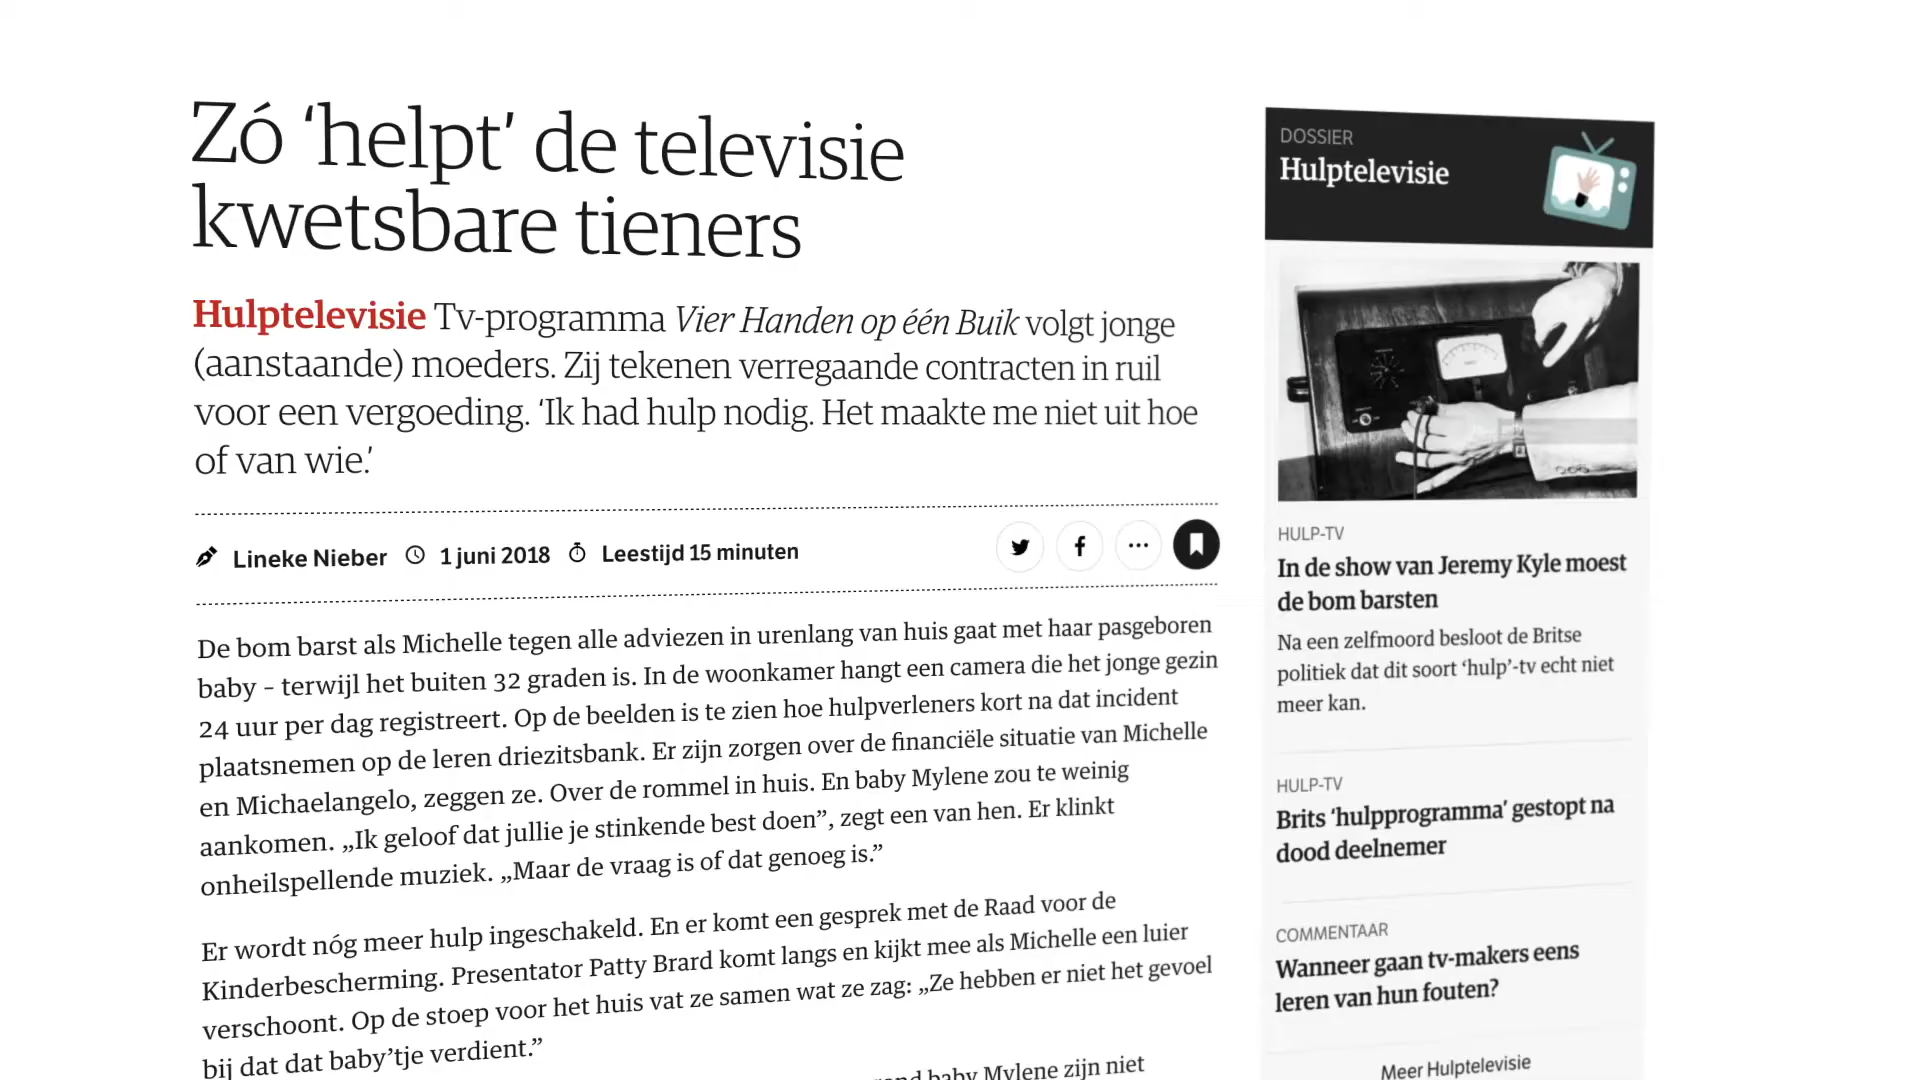 Zó ‘helpt’ de televisie
kwetsbare tieners
Hulptelevisie Tv-programma Vier Handen op één Buik volgt jonge
(aanstaande) moeders. Zij tekenen verregaande contracten in ruil
voor een vergoeding. ‘Ik had hulp nodig. Het maakte me niet uit hoe
of van wie.’
Lineke Nieber 1 juni 2018 Leestijd 15 minuten
De bom barst als Michelle tegen alle adviezen in urenlang van huis gaat met haar pasgeboren
baby – terwijl het buiten 32 graden is. In de woonkamer hangt een camera die het jonge gezin
24 uur per dag registreert. Op de beelden is te zien hoe hulpverleners kort na dat incident
plaatsnemen op de leren driezitsbank. Er zijn zorgen over de financiële situatie van Michelle
en Michaelangelo, zeggen ze. Over de rommel in huis. En baby Mylene zou te weinig
aankomen. „Ik geloof dat jullie je stinkende best doen”, zegt een van hen. Er klinkt
onheilspellende muziek. „Maar de vraag is of dat genoeg is.”
Er wordt nóg meer hulp ingeschakeld. En er komt een gesprek met de Raad voor de
Kinderbescherming. Presentator Patty Brard komt langs en kijkt mee als Michelle een luier
verschoont. Op de stoep voor het huis vat ze samen wat ze zag: „Ze hebben er niet het gevoel
bij dat dat baby’tje verdient.”
baby Mylene zijn niet
DOSSIER
Hulptelevisie
HULP-TV
In de show van Jeremy Kyle moest
de bom barsten
Na een zelfmoord besloot de Britse
politiek dat dit soort ‘hulp’-tv echt niet
meer kan.
HULP-TV
Brits ‘hulpprogramma’ gestopt na
dood deelnemer
COMMENTAAR
Wanneer gaan tv-makers eens
leren van hun fouten?
Meer Hulptelevisie